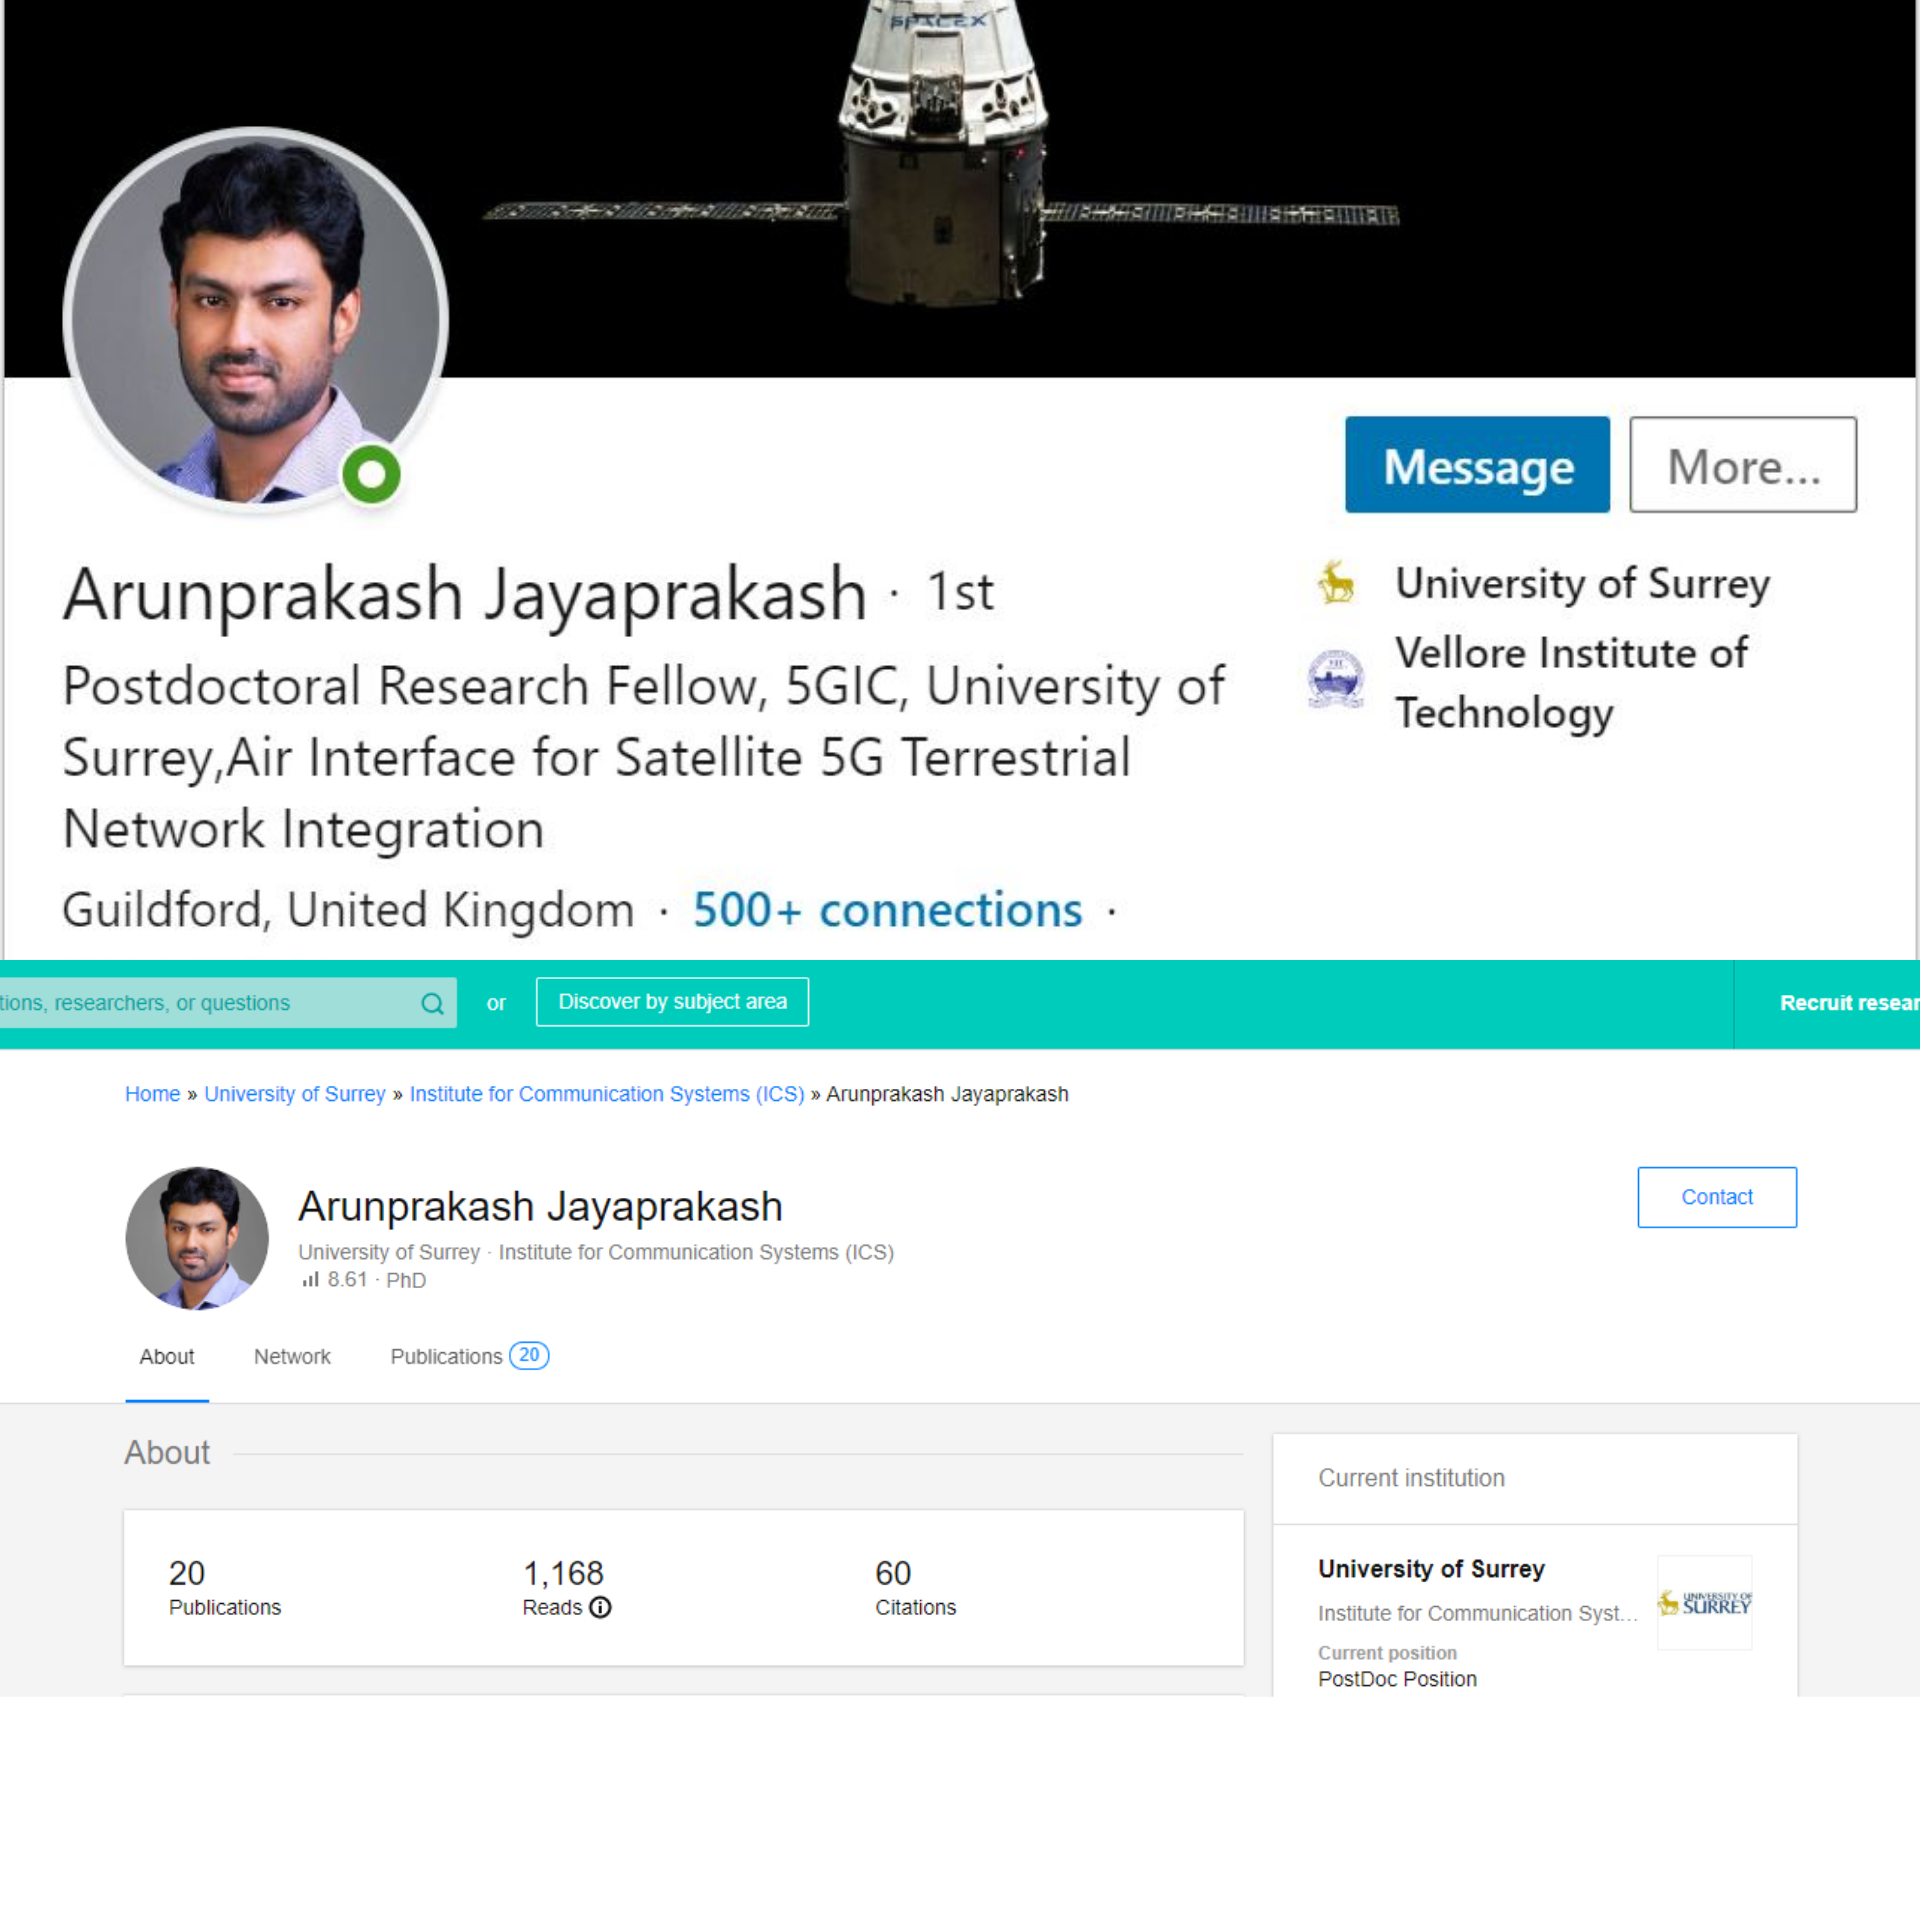 SPACEX
Message
More...
Arunprakash Jayaprakash · 1st
Postdoctoral Research Fellow, 5GIC, University of
Surrey,Air Interface for Satellite 5G Terrestrial
Network Integration
Guildford, United Kingdom · 500+ connections ·
University of Surrey
Vellore Institute of
Technology
tions, researchers, or questions
or
Discover by subject area
Recruit resear
Home » University of Surrey » Institute for Communication Systems (ICS) » Arunprakash Jayaprakash
Arunprakash Jayaprakash
University of Surrey · Institute for Communication Systems (ICS)
8.61 · PhD
Contact
About
Network
Publications 20
About
20
Publications
1,168
Reads
60
Citations
Current institution
University of Surrey
Institute for Communication Syst...
Current position
PostDoc Position
UNIVERSITY OF
SURREY